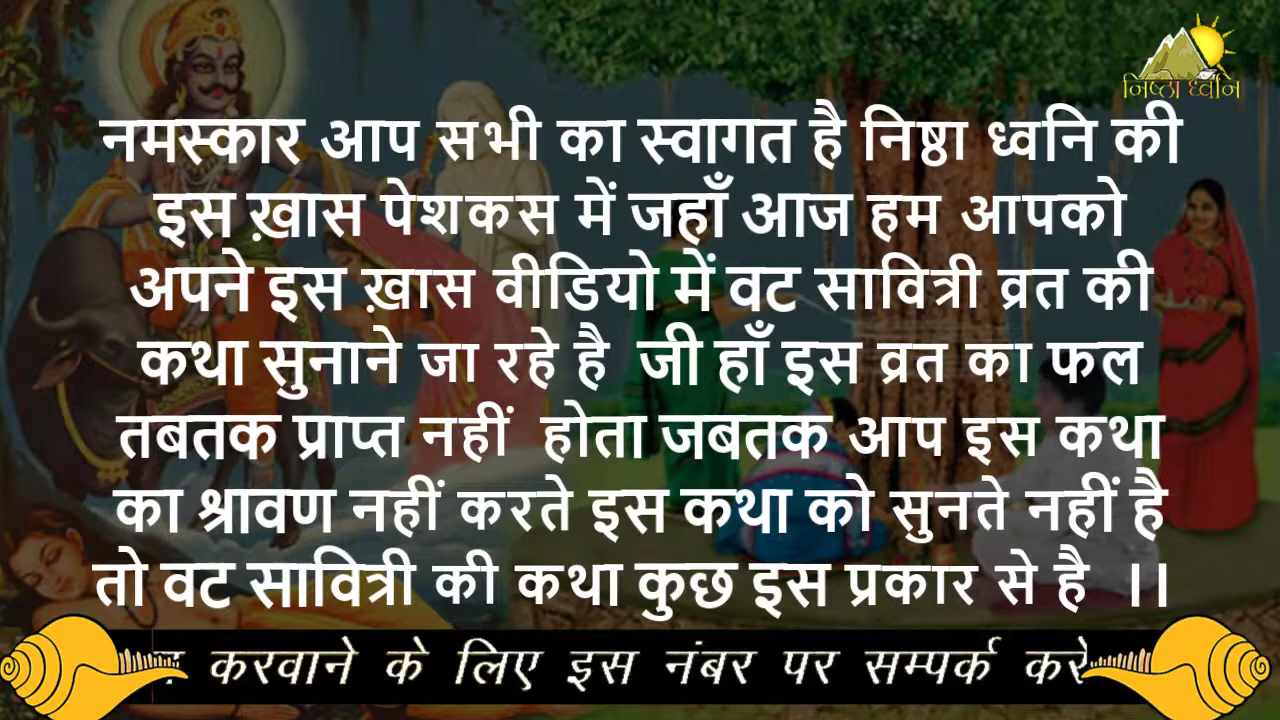 निष्ठा ध्वनि
नमस्कार आप सभी का स्वागत है निष्ठा ध्वनि की
इस ख़ास पेशकस में जहाँ आज हम आपको
अपने इस ख़ास वीडियो में वट सावित्री व्रत की
कथा सुनाने जा रहे है जी हाँ इस व्रत का फल
तबतक प्राप्त नहीं होता जबतक आप इस कथा
का श्रावण नहीं करते इस कथा को सुनते नहीं है
तो वट सावित्री की कथा कुछ इस प्रकार से है ।।
करवाने के लिए इस नंबर पर सम्पर्क करे